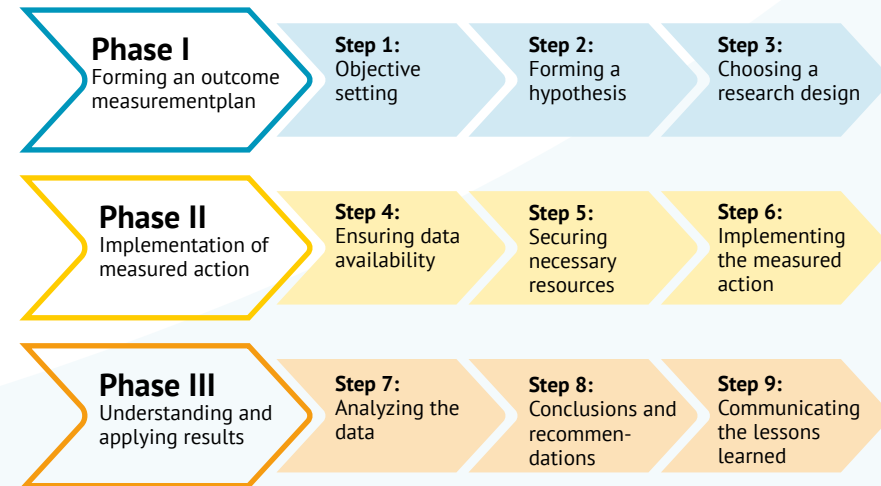 Phase I
Forming an outcome
measurementplan
Step 1:
Objective
setting
Step 2:
Forming a
hypothesis
Step 3:
Choosing a
research design
Phase II
Implementation of
measured action
Step 4:
Ensuring data
availability
Step 5:
Securing
necessary
resources
Step 6:
Implementing
the measured
action
Phase III
Understanding and
applying results
Step 7:
Analyzing the
data
Step 8:
Conclusions and
recommen-
dations
Step 9:
Communicating
the lessons
learned